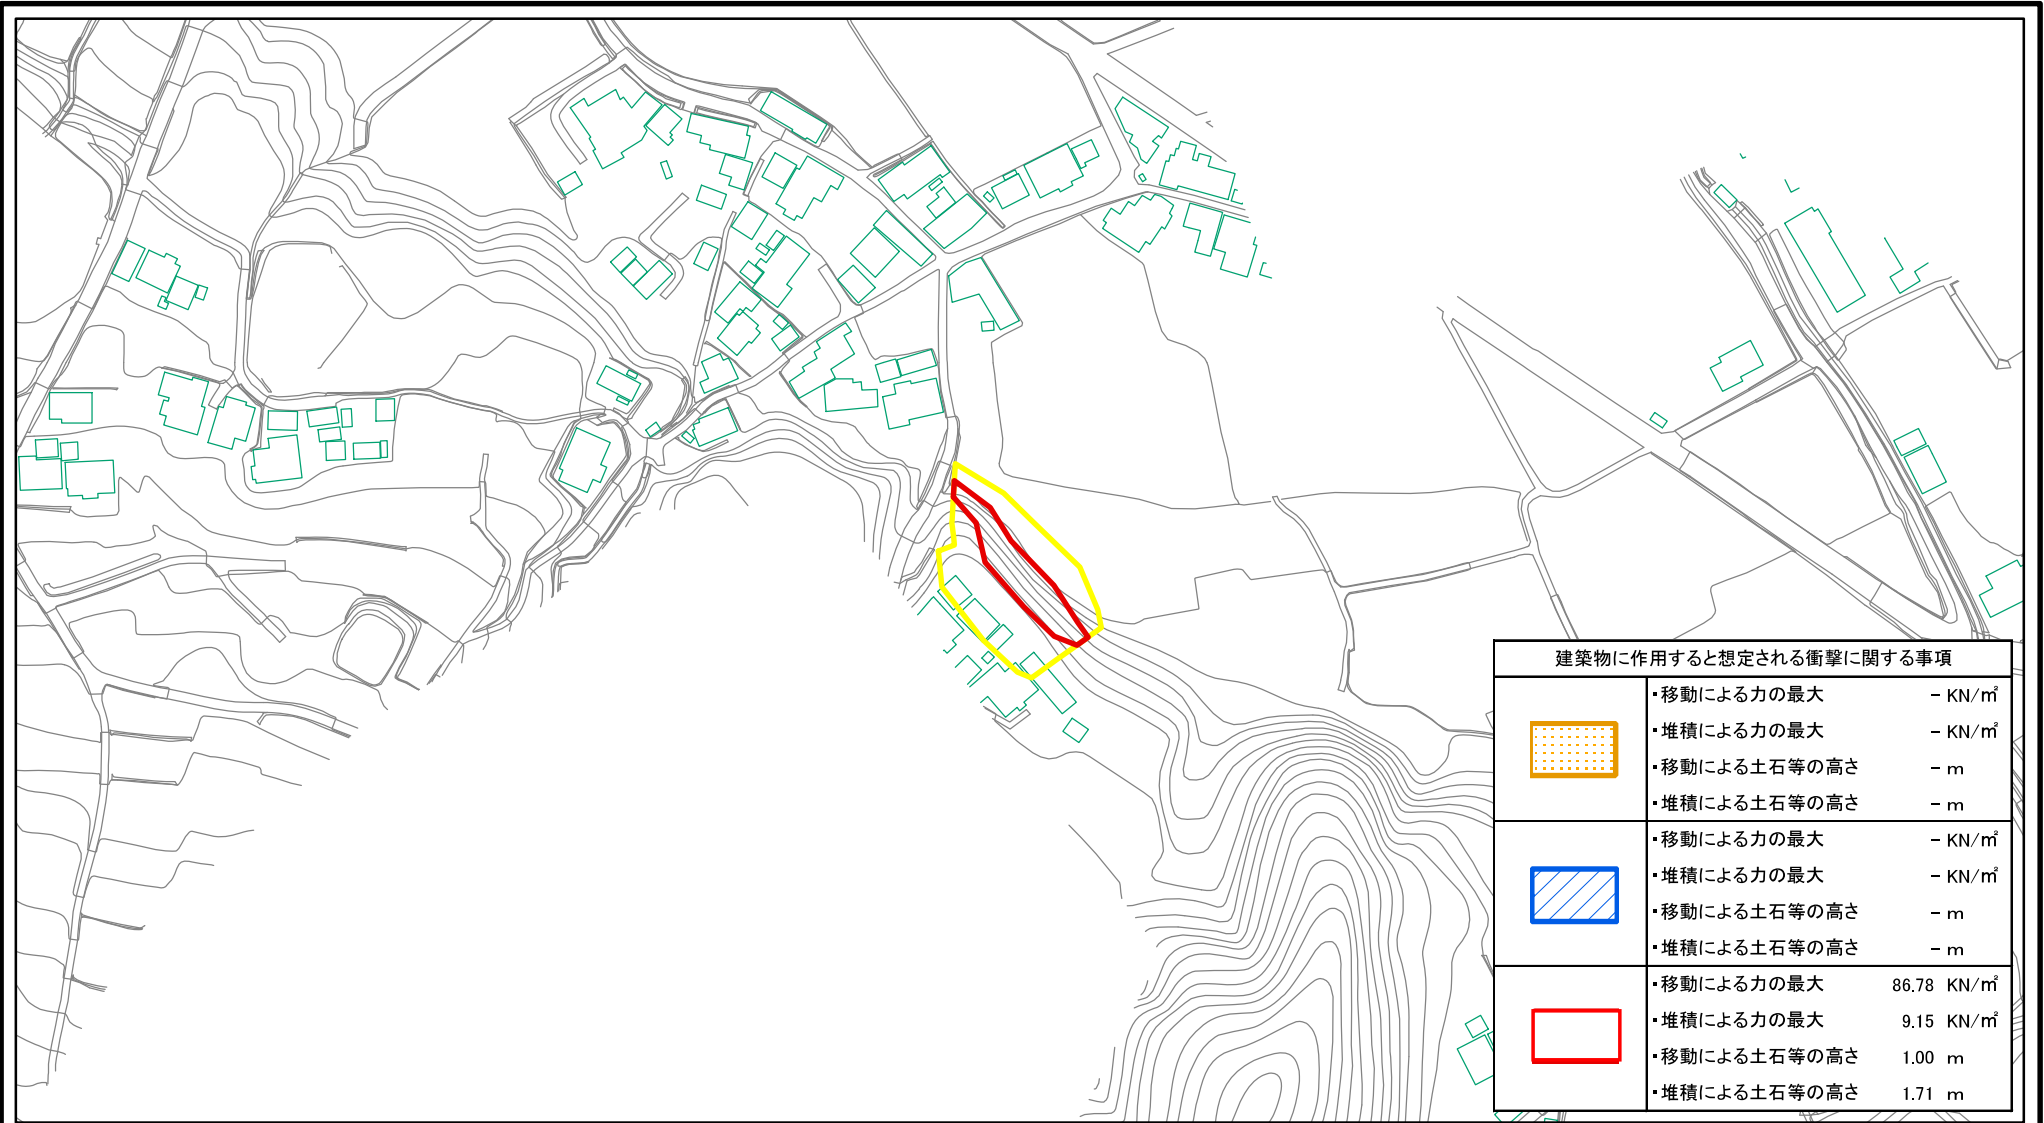 建築物に作用すると想定される衝撃に関する事項
・移動による力の最大 - KN/㎡
・堆積による力の最大 - KN/㎡
・移動による土石等の高さ - m
・堆積による土石等の高さ - m
・移動による力の最大 - KN/㎡
・堆積による力の最大 - KN/㎡
・移動による土石等の高さ - m
・堆積による土石等の高さ - m
・移動による力の最大 86.78 KN/㎡
・堆積による力の最大 9.15 KN/㎡
・移動による土石等の高さ 1.00 m
・堆積による土石等の高さ 1.71 m